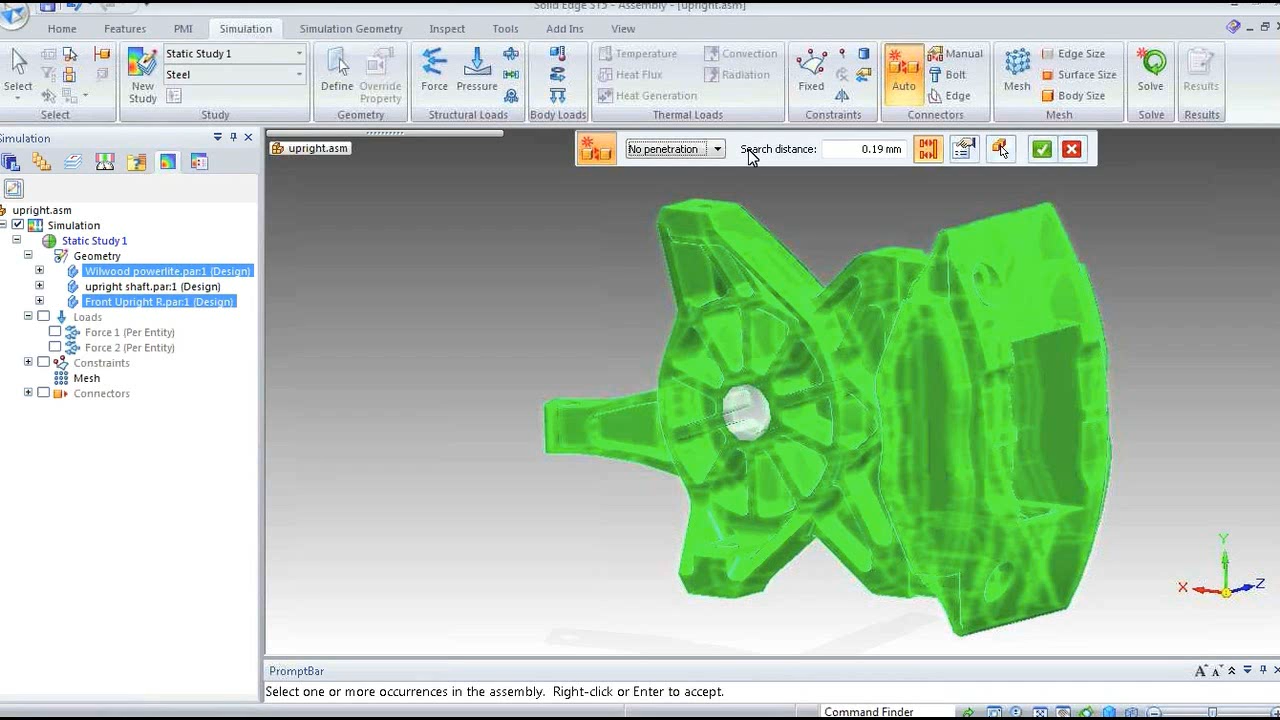 Solid Edge ST5 - Assembly - [upright.asm]
Home Features PMI Simulation Simulation Geometry Inspect Tools Add Ins View
Static Study 1 Temperature Convection Manual Edge Size
Steel Heat Flux Radiation Bolt Surface Size
Select New Study Define Override Property Force Pressure Heat Generation Fixed Auto Edge Mesh Body Size Solve Results
Select Study Geometry Structural Loads Body Loads Thermal Loads Constraints Connectors Mesh Solve Results
Simulation
upright.asm No penetration Search distance: 0.19 mm
upright.asm
Simulation
Static Study 1
Geometry
Wilwood powerlite.par:1 (Design)
upright shaft.par:1 (Design)
Front Upright R.par:1 (Design)
Loads
Force 1 (Per Entity)
Force 2 (Per Entity)
Constraints
Mesh
Connectors
Y
X Z
PromptBar
Select one or more occurrences in the assembly. Right-click or Enter to accept.
Command Finder